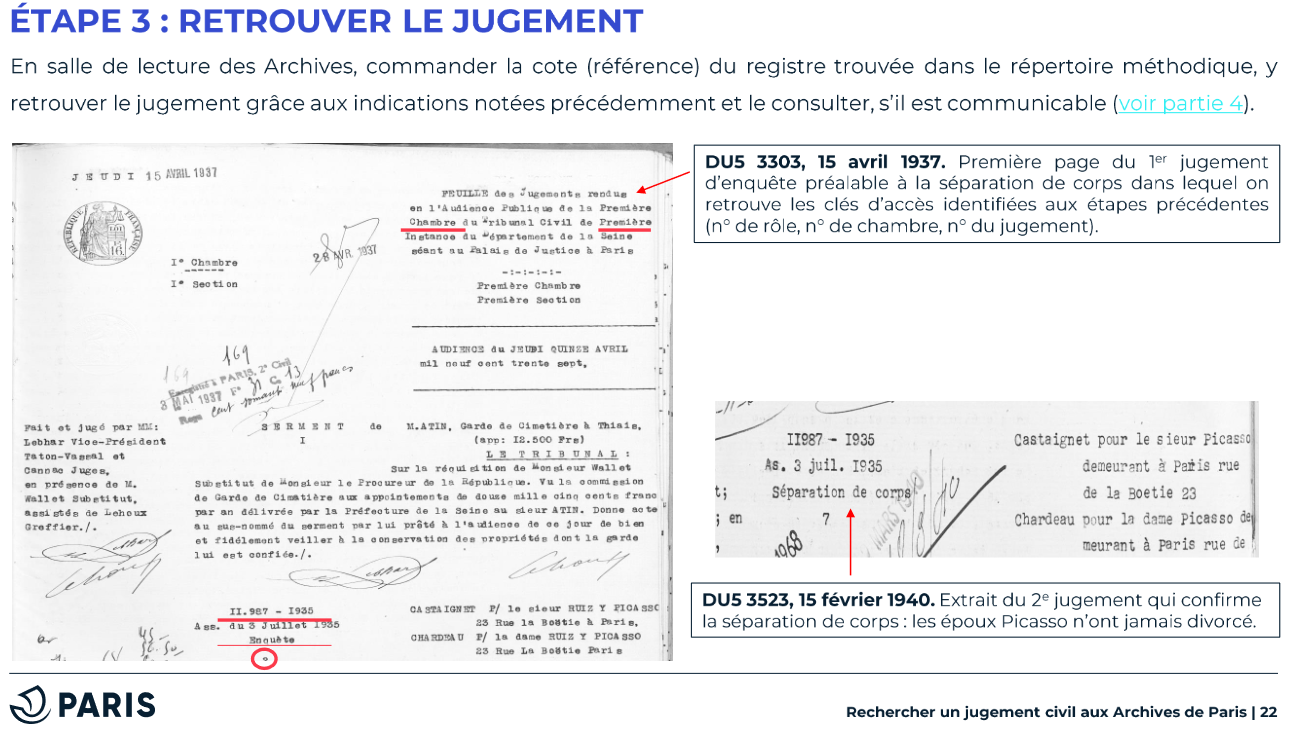 ÉTAPE 3 : RETROUVER LE JUGEMENT
En salle de lecture des Archives, commander la cote (référence) du registre trouvée dans le répertoire méthodique, y
retrouver le jugement grâce aux indications notées précédemment et le consulter, s’il est communicable (voir partie 4).
JEUDI 15 AVRIL 1937
RÉPUBLIQUE FRANÇAISE
I° Chambre
I° Section
28 AVR 1937
FEUILLE des Jugements rendus
en l'Audience Publique de la Première
Chambre du Tribunal Civil de Première
Instance du Département de la Seine
séant au Palais de Justice à Paris
-:-:-:-:-
Première Chambre
Première Section
AUDIENCE du JEUDI QUINZE AVRIL
mil neuf cent trente sept.
169
169
Enregistré à PARIS, 2e Civil
3 MAI 1937 F° 31 C. 13
Reçu cent soixante neuf francs
Fait et jugé par MM:
Lebhar Vice-Président
Taton-Vassal et
Cannac Juges,
en présence de M.
Wallet Substitut,
assistés de Lehoux
Greffier./.
SERMENT de M.ATIN, Garde de Cimetière à Thiais,
I (app: I2.500 Frs)
LE TRIBUNAL :
Sur la réquisition de Monsieur Wallet
Substitut de Monsieur le Procureur de la République. Vu la commission
de Garde de Cimatière aux appointements de douze mille cinq cents franc
par an délivrée par la Préfecture de la Seine au sieur ATIN. Donne acte
au sus-nommé du serment par lui prêté à l'audience de ce jour de bien
et fidèlement veiller à la conservation des propriétés dont la garde
lui est confiée./.
II.987 - I935
Ass. du 3 Juillet 1935
Enquête
CASTAIGNET P/ le sieur RUIZ Y PICASSO
23 Rue la Boëtie à Paris,
CHARDEAU P/ la dame RUIZ Y PICASSO
23 Rue La Boëtie Paris
DU5 3303, 15 avril 1937. Première page du 1er jugement
d’enquête préalable à la séparation de corps dans lequel on
retrouve les clés d’accès identifiées aux étapes précédentes
(n° de rôle, n° de chambre, n° du jugement).
II987 - I935
As. 3 juil. I935
Séparation de corps
t;
; en
7
1968
MARS 1940
Castaignet pour le sieur Picasso
demeurant à Paris rue
de la Boetie 23
Chardeau pour la dame Picasso de
meurant à Paris rue de
DU5 3523, 15 février 1940. Extrait du 2e jugement qui confirme
la séparation de corps : les époux Picasso n’ont jamais divorcé.
PARIS
Rechercher un jugement civil aux Archives de Paris | 22